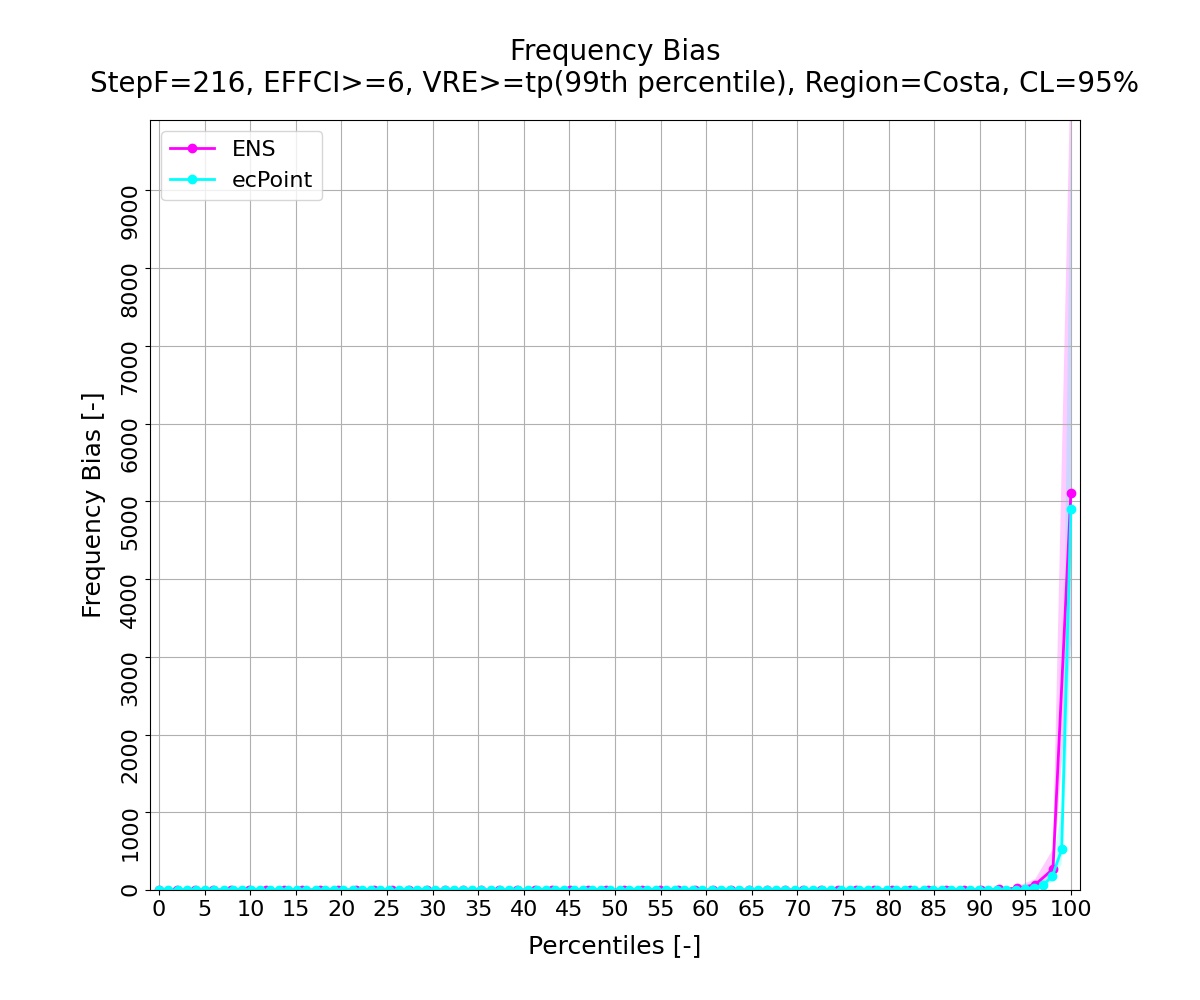 Frequency Bias
StepF=216, EFFCI>=6, VRE>=tp(99th percentile), Region=Costa, CL=95%
ENS
ecPoint
Frequency Bias [-]
9000
8000
7000
6000
5000
4000
3000
2000
1000
0
0 5 10 15 20 25 30 35 40 45 50 55 60 65 70 75 80 85 90 95 100
Percentiles [-]